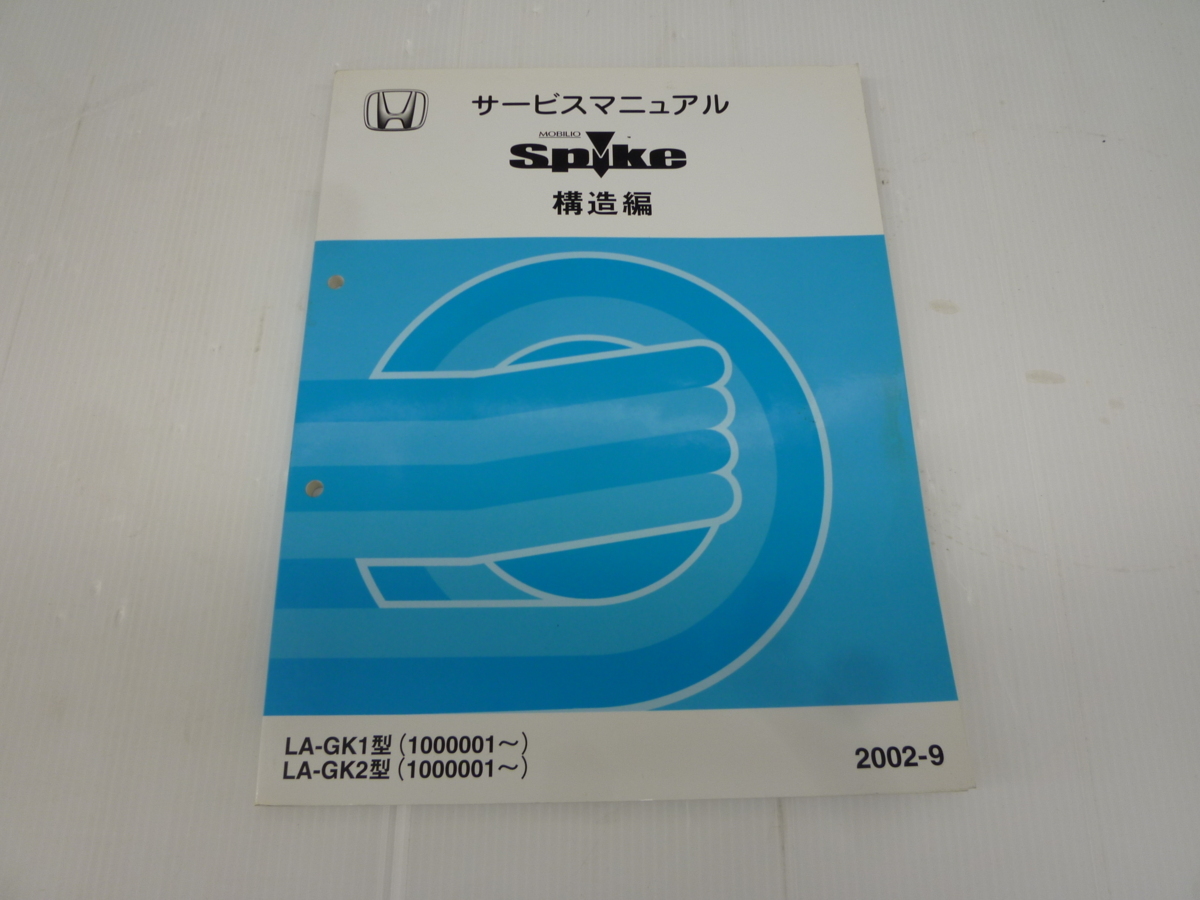 サービスマニュアル
MOBILIO
Spike
構造編
LA-GK1型(1000001～)
LA-GK2型(1000001～)
2002-9